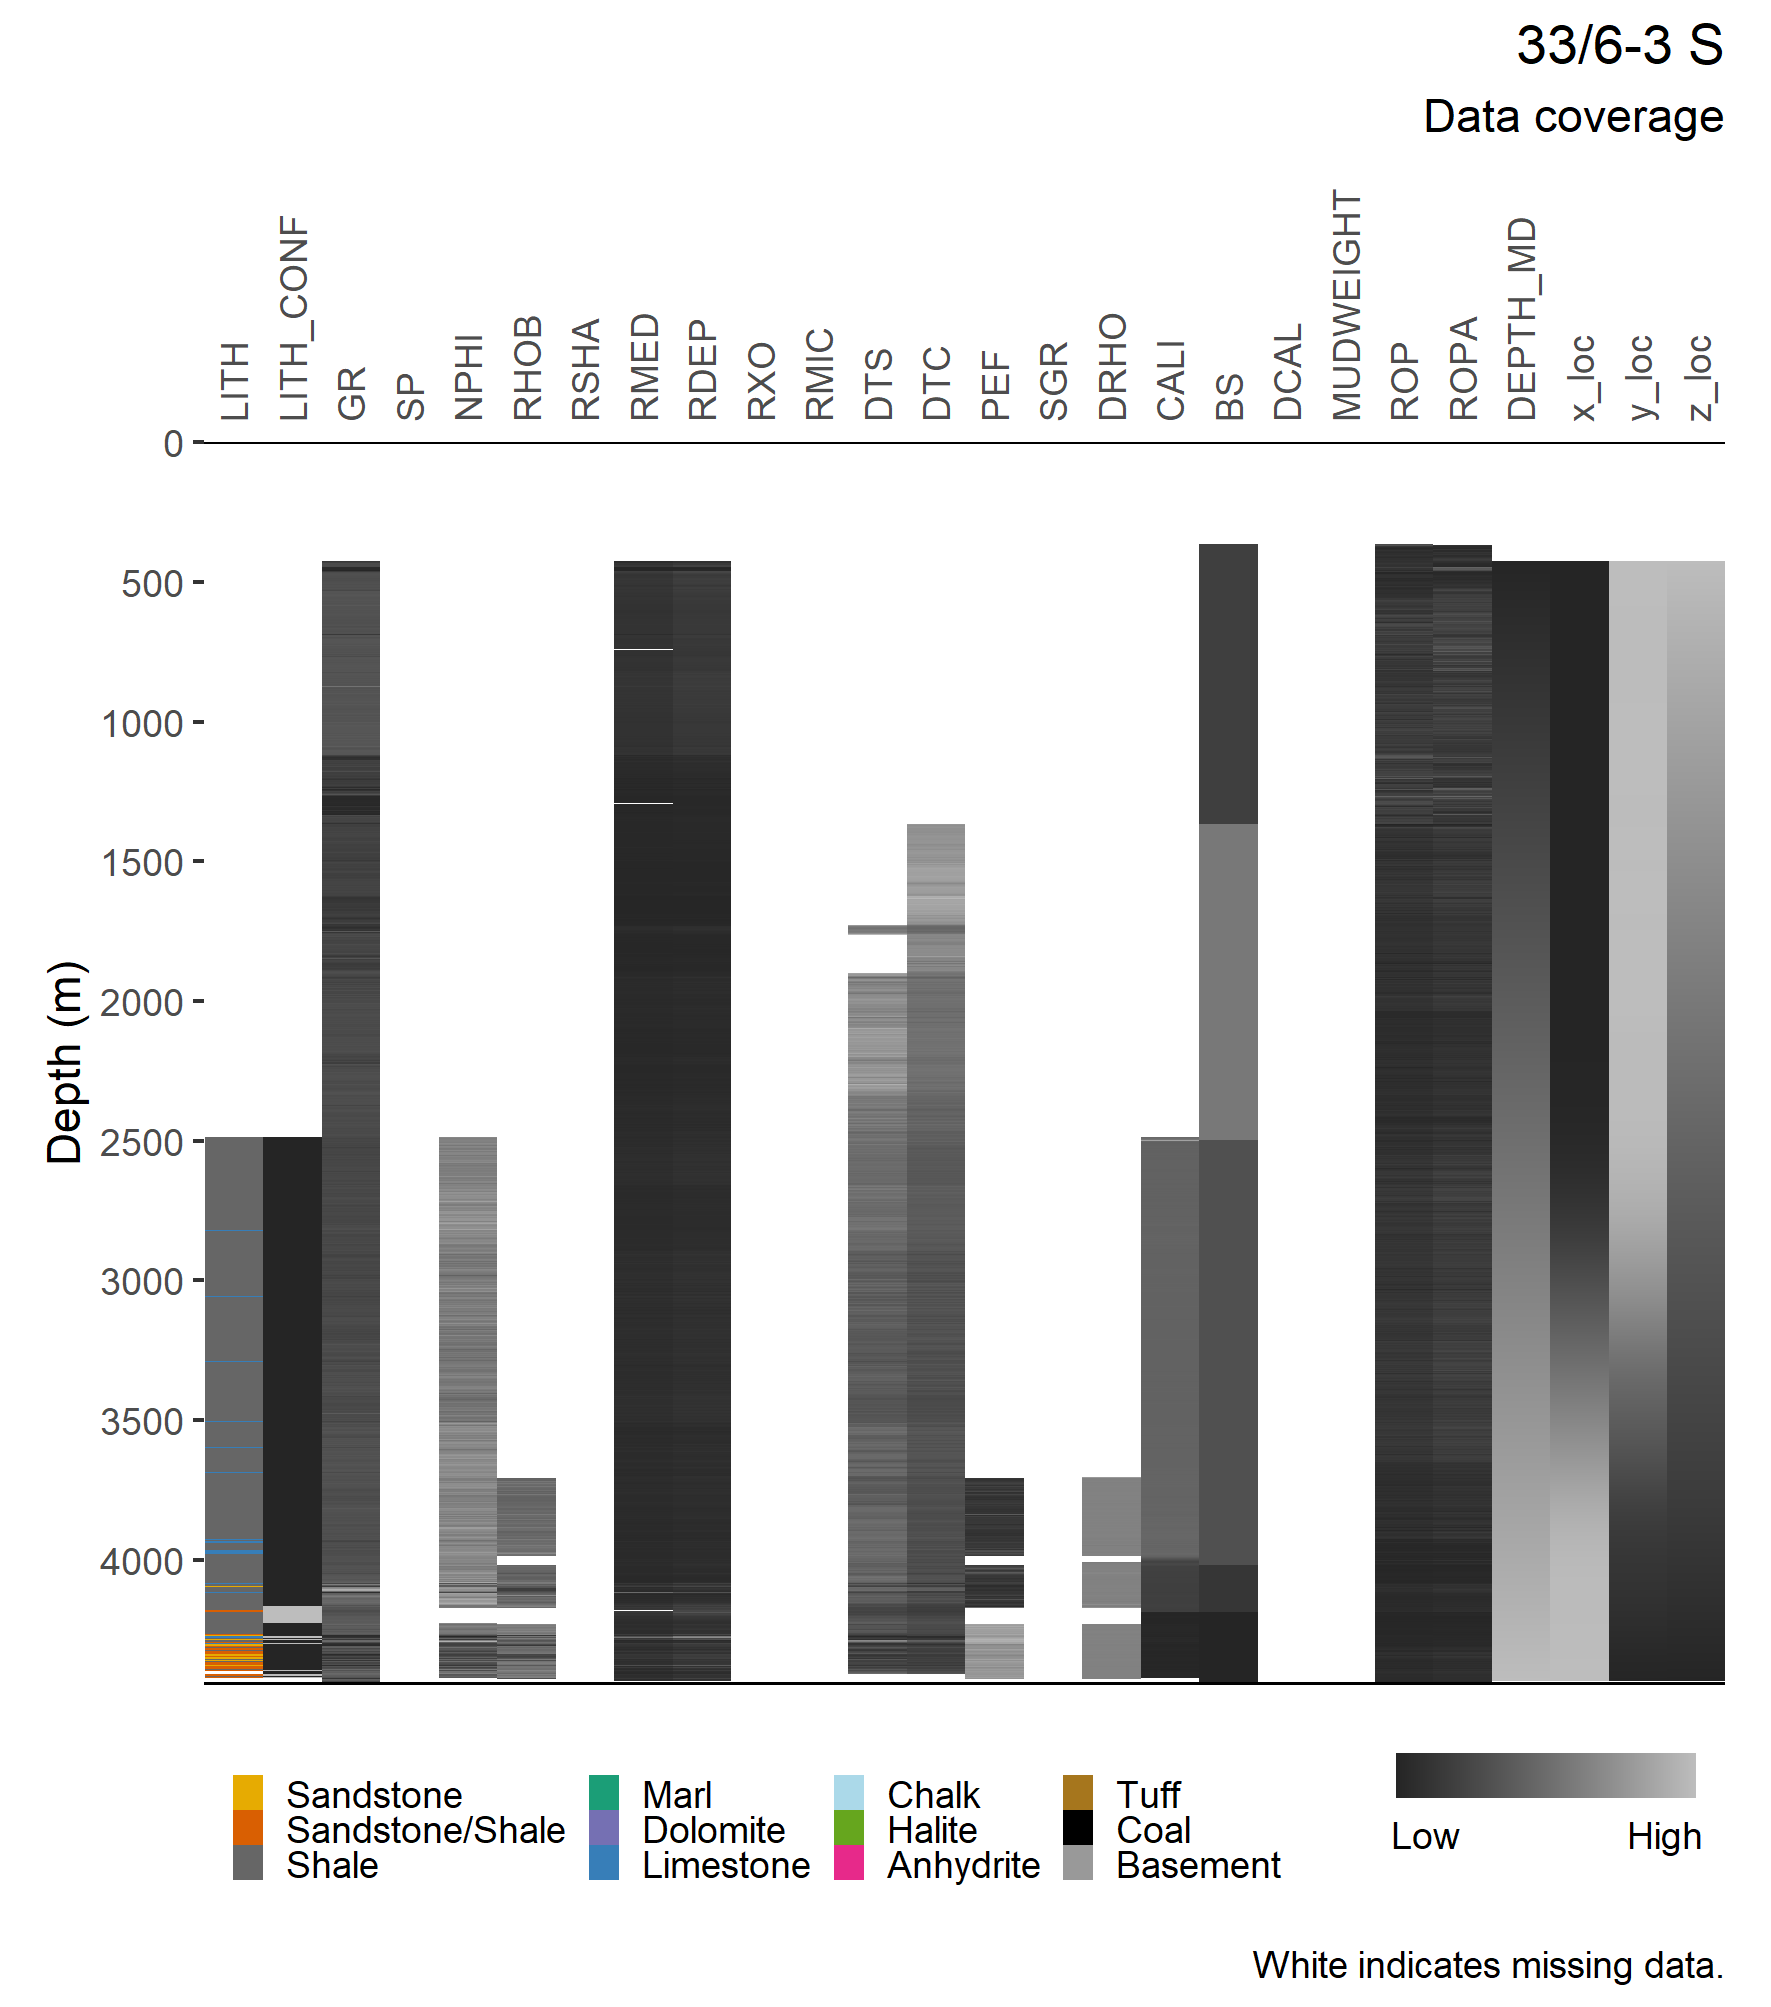 33/6-3 S
Data coverage
LITH
LITH_CONF
GR
SP
NPHI
RHOB
RSHA
RMED
RDEP
RXO
RMIC
DTS
DTC
PEF
SGR
DRHO
CALI
BS
DCAL
MUDWEIGHT
ROP
ROPA
DEPTH_MD
x_loc
y_loc
z_loc
Depth (m)
0
500
1000
1500
2000
2500
3000
3500
4000
Sandstone
Sandstone/Shale
Shale
Marl
Dolomite
Limestone
Chalk
Halite
Anhydrite
Tuff
Coal
Basement
Low
High
White indicates missing data.